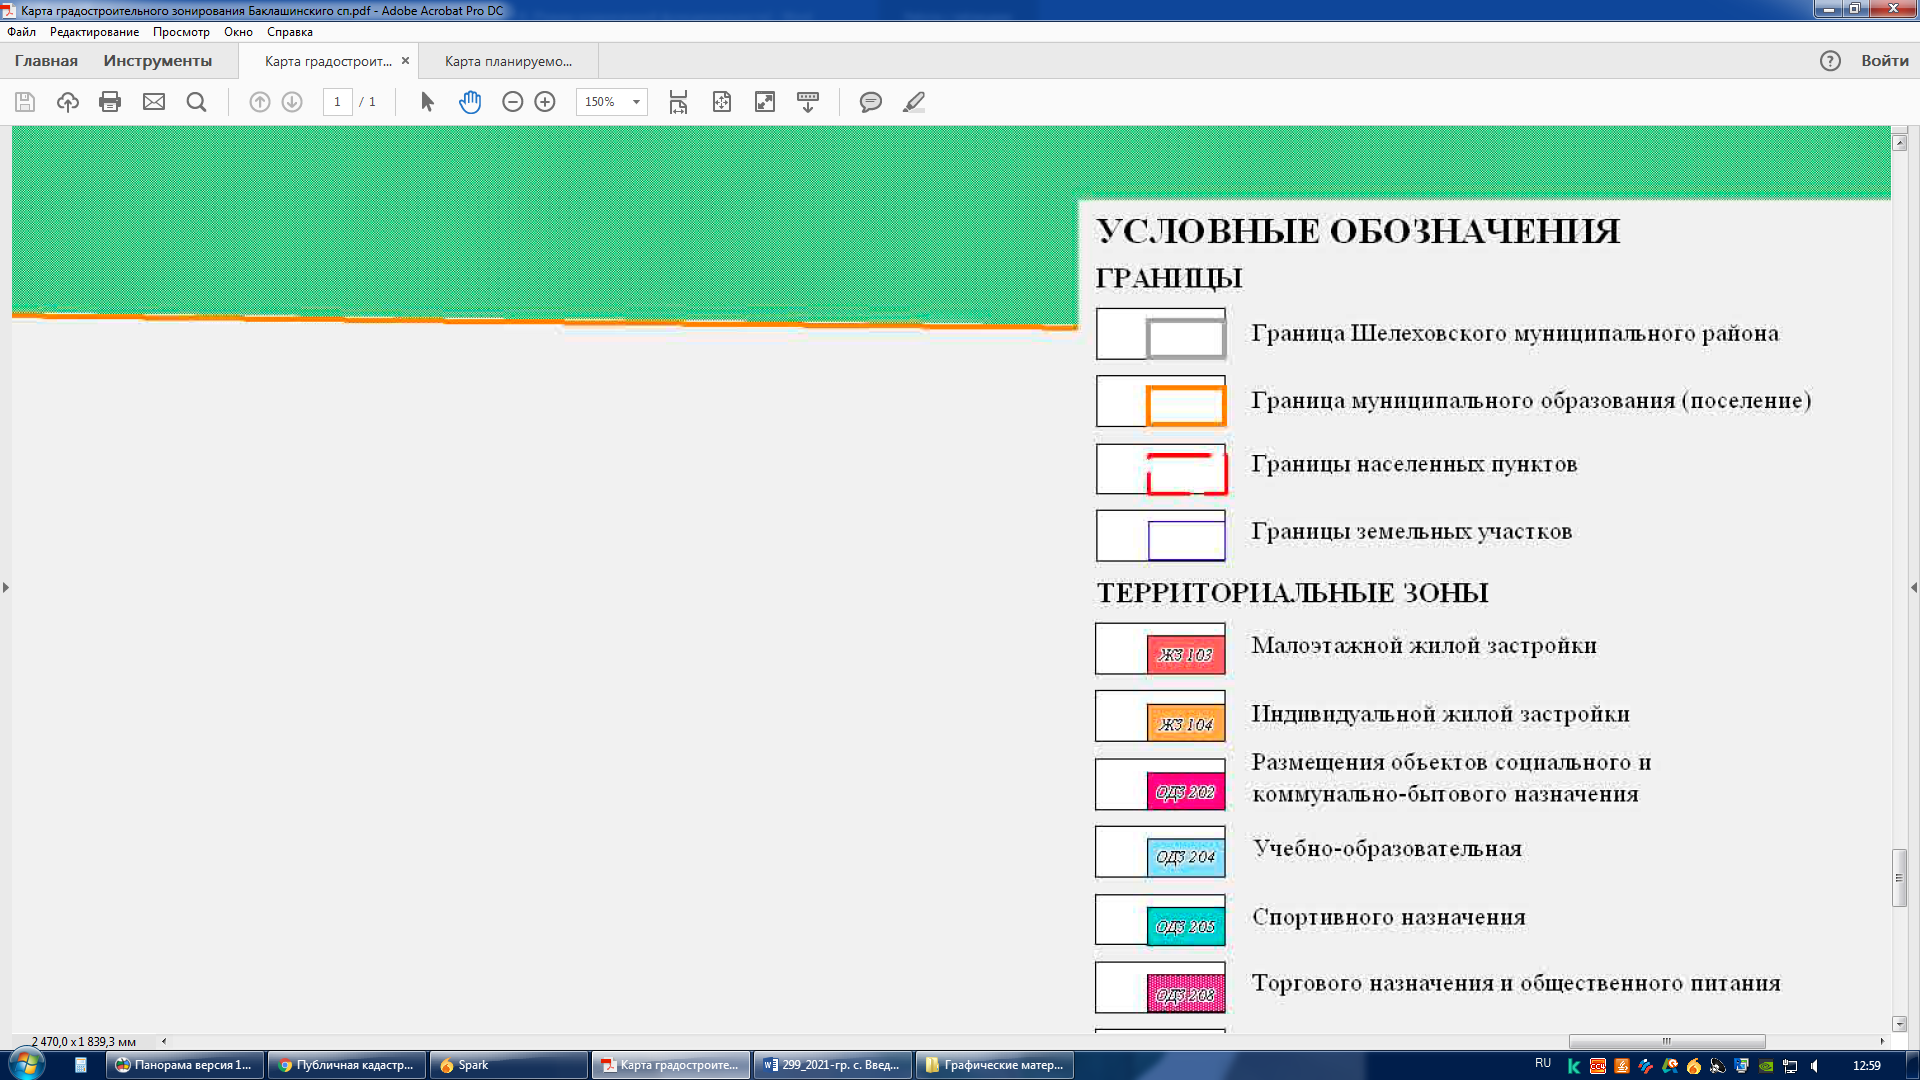 Карта градостроительного зонирования Баклашинскиго сп.pdf - Adobe Acrobat Pro DC
Файл Редактирование Просмотр Окно Справка
Главная Инструменты Карта градостроит... × Карта планируемо... ? Войти
1 / 1 150%
УСЛОВНЫЕ ОБОЗНАЧЕНИЯ
ГРАНИЦЫ
Граница Шелеховского муниципального района
Граница муниципального образования (поселение)
Границы населенных пунктов
Границы земельных участков
ТЕРРИТОРИАЛЬНЫЕ ЗОНЫ
ЖЗ 103 Малоэтажной жилой застройки
ЖЗ 104 Индивидуальной жилой застройки
ОДЗ 202 Размещения объектов социального и
коммунально-бытового назначения
ОДЗ 204 Учебно-образовательная
ОДЗ 205 Спортивного назначения
ОДЗ 208 Торгового назначения и общественного питания
2 470,0 x 1 839,3 мм
Панорама версия 1... Публичная кадастр... Spark Карта градостроите... 299_2021-гр. с. Введ... Графические матер... RU 12:59